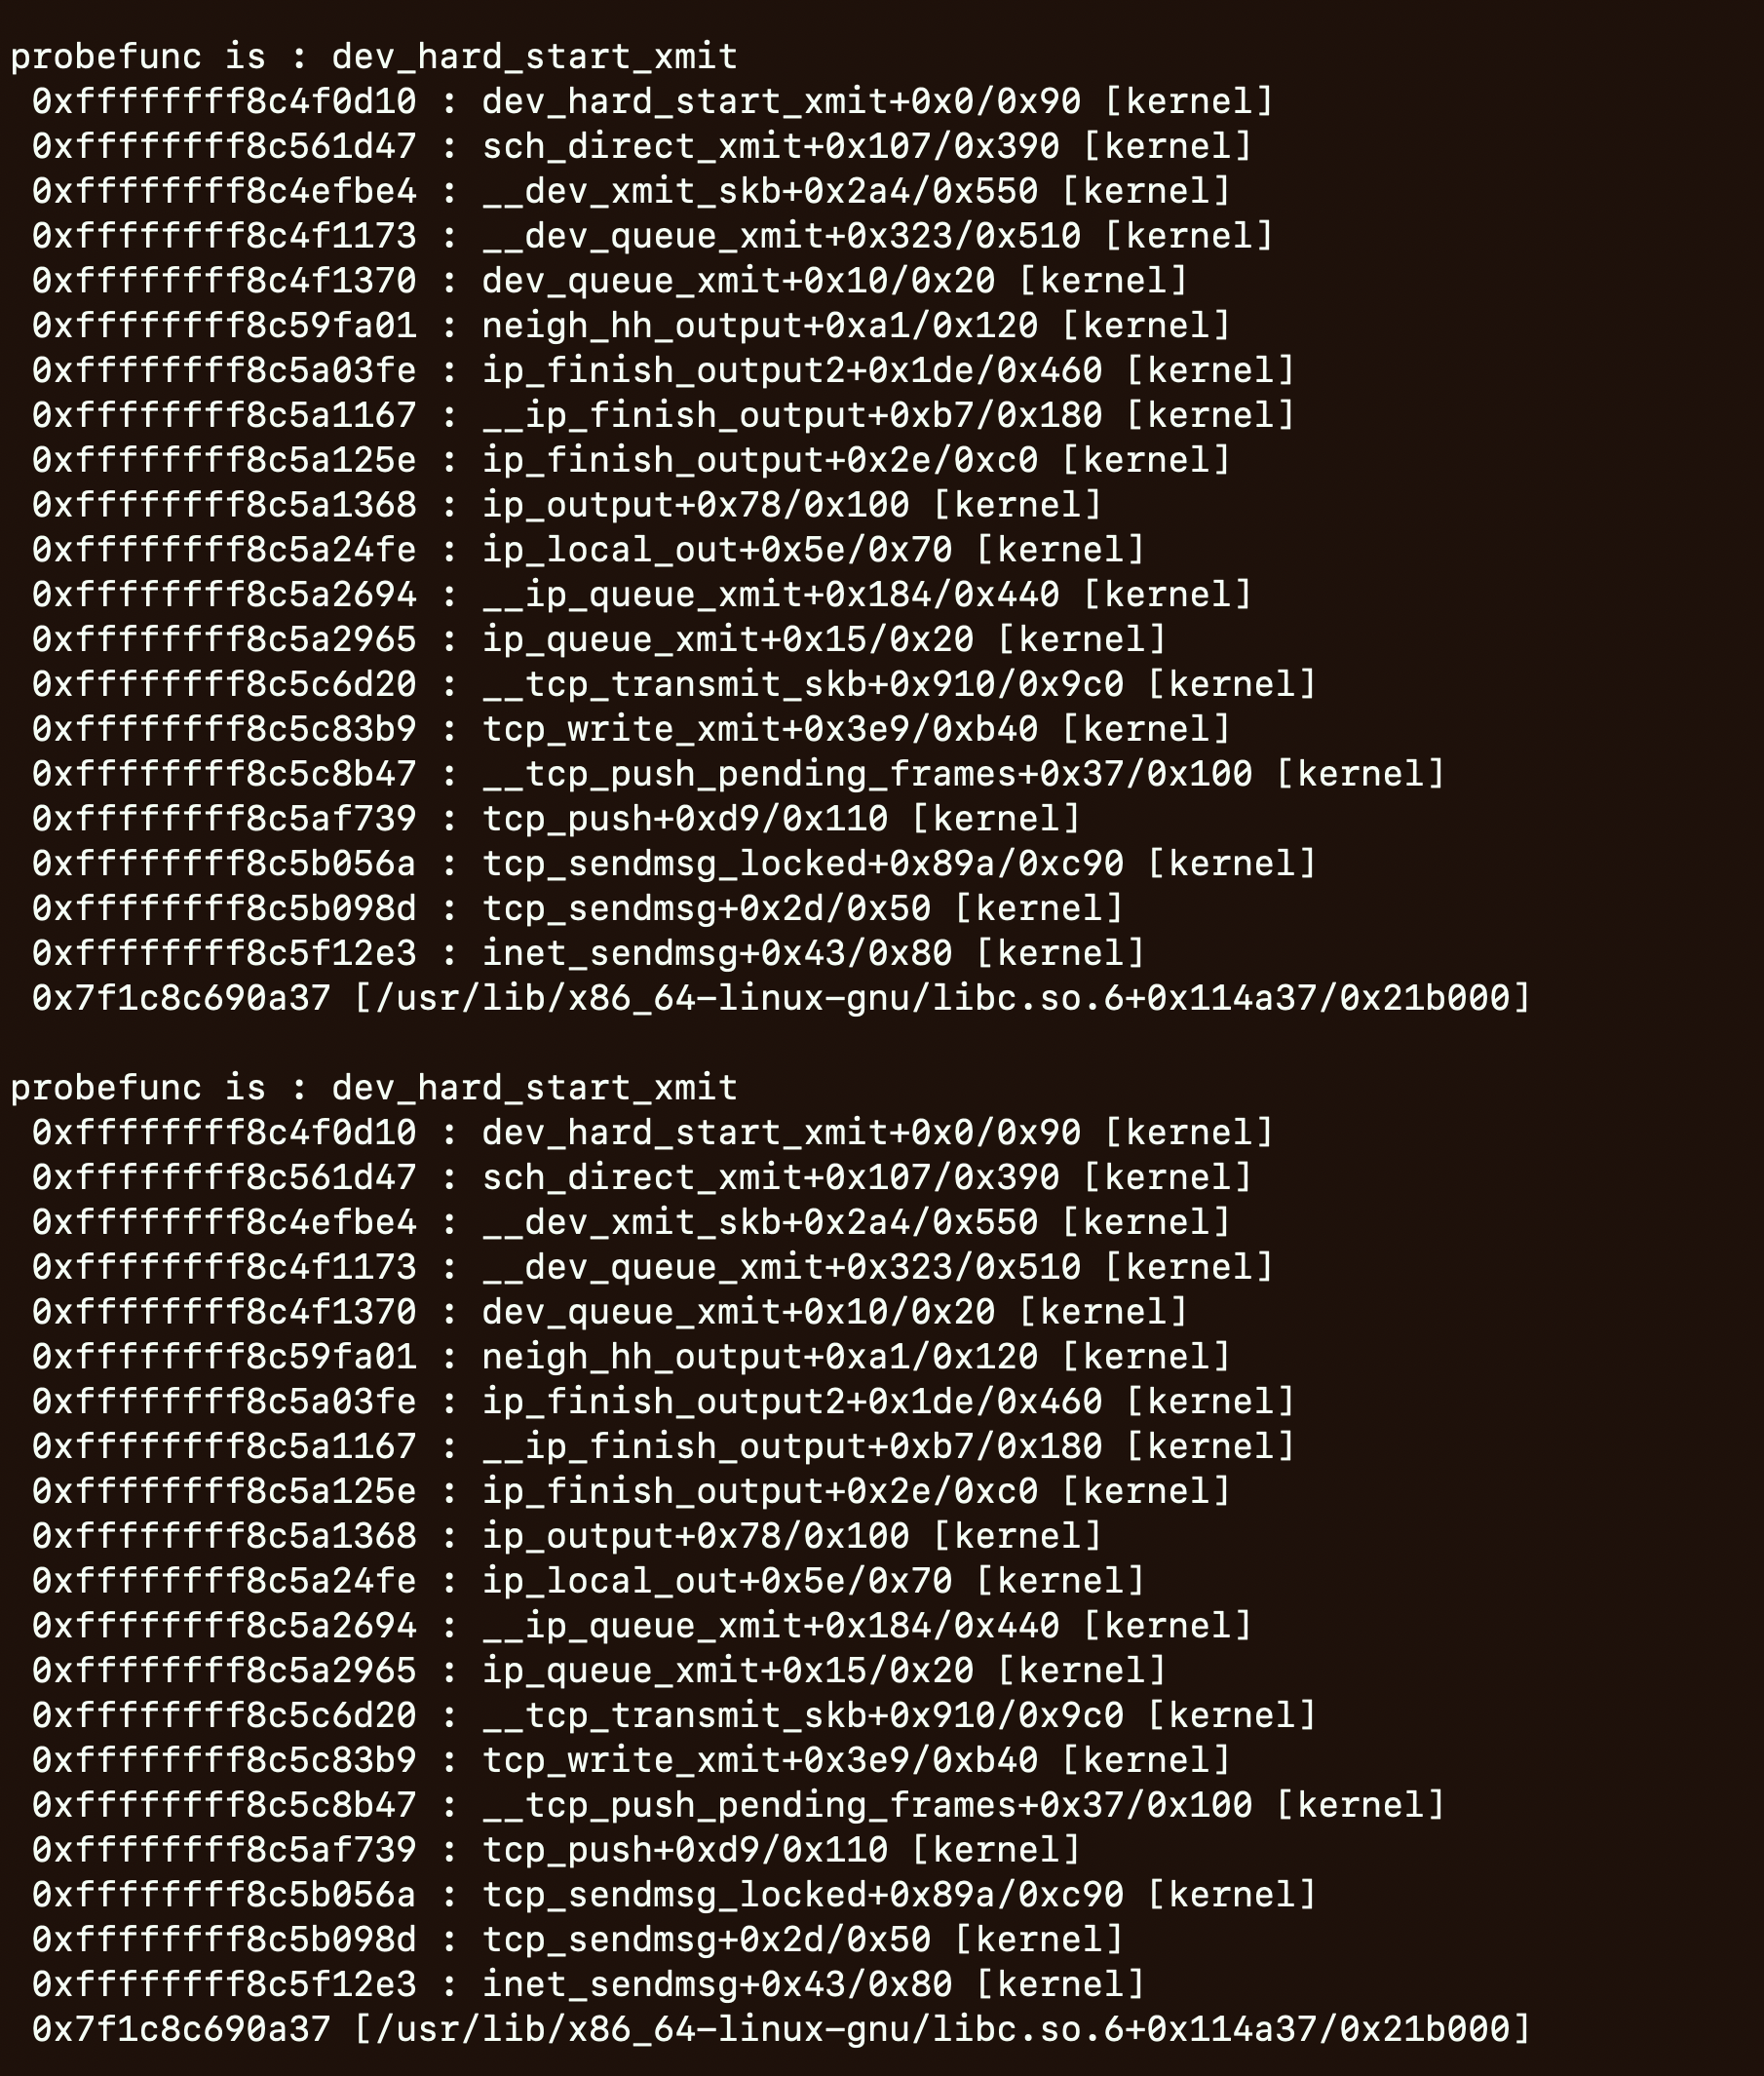 probefunc is : dev_hard_start_xmit
0xffffffff8c4f0d10 : dev_hard_start_xmit+0x0/0x90 [kernel]
0xffffffff8c561d47 : sch_direct_xmit+0x107/0x390 [kernel]
0xffffffff8c4efbe4 : __dev_xmit_skb+0x2a4/0x550 [kernel]
0xffffffff8c4f1173 : __dev_queue_xmit+0x323/0x510 [kernel]
0xffffffff8c4f1370 : dev_queue_xmit+0x10/0x20 [kernel]
0xffffffff8c59fa01 : neigh_hh_output+0xa1/0x120 [kernel]
0xffffffff8c5a03fe : ip_finish_output2+0x1de/0x460 [kernel]
0xffffffff8c5a1167 : __ip_finish_output+0xb7/0x180 [kernel]
0xffffffff8c5a125e : ip_finish_output+0x2e/0xc0 [kernel]
0xffffffff8c5a1368 : ip_output+0x78/0x100 [kernel]
0xffffffff8c5a24fe : ip_local_out+0x5e/0x70 [kernel]
0xffffffff8c5a2694 : __ip_queue_xmit+0x184/0x440 [kernel]
0xffffffff8c5a2965 : ip_queue_xmit+0x15/0x20 [kernel]
0xffffffff8c5c6d20 : __tcp_transmit_skb+0x910/0x9c0 [kernel]
0xffffffff8c5c83b9 : tcp_write_xmit+0x3e9/0xb40 [kernel]
0xffffffff8c5c8b47 : __tcp_push_pending_frames+0x37/0x100 [kernel]
0xffffffff8c5af739 : tcp_push+0xd9/0x110 [kernel]
0xffffffff8c5b056a : tcp_sendmsg_locked+0x89a/0xc90 [kernel]
0xffffffff8c5b098d : tcp_sendmsg+0x2d/0x50 [kernel]
0xffffffff8c5f12e3 : inet_sendmsg+0x43/0x80 [kernel]
0x7f1c8c690a37 [/usr/lib/x86_64-linux-gnu/libc.so.6+0x114a37/0x21b000]
probefunc is : dev_hard_start_xmit
0xffffffff8c4f0d10 : dev_hard_start_xmit+0x0/0x90 [kernel]
0xffffffff8c561d47 : sch_direct_xmit+0x107/0x390 [kernel]
0xffffffff8c4efbe4 : __dev_xmit_skb+0x2a4/0x550 [kernel]
0xffffffff8c4f1173 : __dev_queue_xmit+0x323/0x510 [kernel]
0xffffffff8c4f1370 : dev_queue_xmit+0x10/0x20 [kernel]
0xffffffff8c59fa01 : neigh_hh_output+0xa1/0x120 [kernel]
0xffffffff8c5a03fe : ip_finish_output2+0x1de/0x460 [kernel]
0xffffffff8c5a1167 : __ip_finish_output+0xb7/0x180 [kernel]
0xffffffff8c5a125e : ip_finish_output+0x2e/0xc0 [kernel]
0xffffffff8c5a1368 : ip_output+0x78/0x100 [kernel]
0xffffffff8c5a24fe : ip_local_out+0x5e/0x70 [kernel]
0xffffffff8c5a2694 : __ip_queue_xmit+0x184/0x440 [kernel]
0xffffffff8c5a2965 : ip_queue_xmit+0x15/0x20 [kernel]
0xffffffff8c5c6d20 : __tcp_transmit_skb+0x910/0x9c0 [kernel]
0xffffffff8c5c83b9 : tcp_write_xmit+0x3e9/0xb40 [kernel]
0xffffffff8c5c8b47 : __tcp_push_pending_frames+0x37/0x100 [kernel]
0xffffffff8c5af739 : tcp_push+0xd9/0x110 [kernel]
0xffffffff8c5b056a : tcp_sendmsg_locked+0x89a/0xc90 [kernel]
0xffffffff8c5b098d : tcp_sendmsg+0x2d/0x50 [kernel]
0xffffffff8c5f12e3 : inet_sendmsg+0x43/0x80 [kernel]
0x7f1c8c690a37 [/usr/lib/x86_64-linux-gnu/libc.so.6+0x114a37/0x21b000]